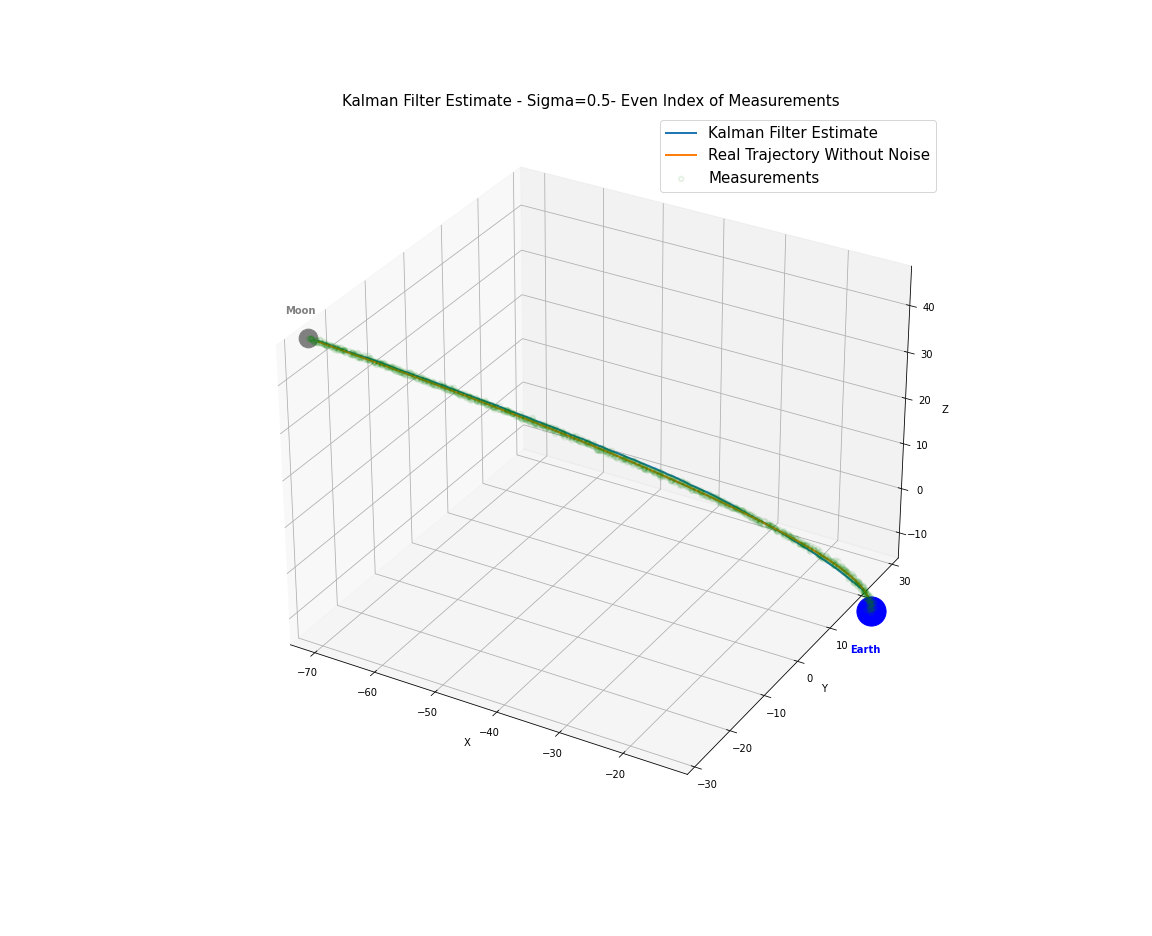 Kalman Filter Estimate - Sigma=0.5- Even Index of Measurements
Kalman Filter Estimate
Real Trajectory Without Noise
Measurements
Moon
Earth
−70
−60
−50
−40
−30
−20
X
−30
−20
−10
0
10
30
Y
−10
0
10
20
30
40
Z